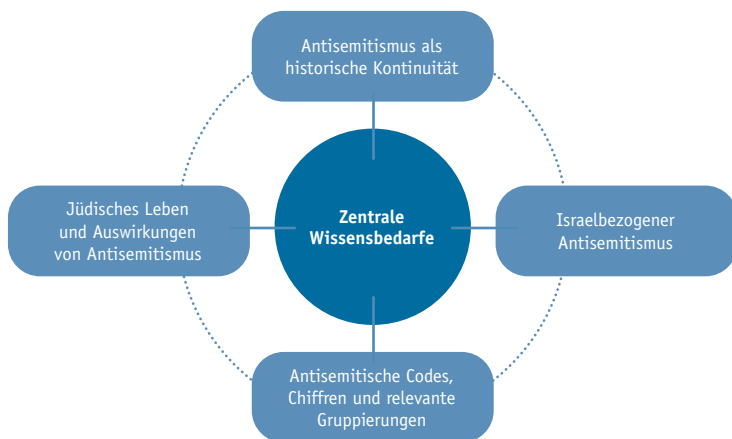 Antisemitismus als
historische Kontinuität
Jüdisches Leben
und Auswirkungen
von Antisemitismus
Zentrale
Wissensbedarfe
Israelbezogener
Antisemitismus
Antisemitische Codes,
Chiffren und relevante
Gruppierungen